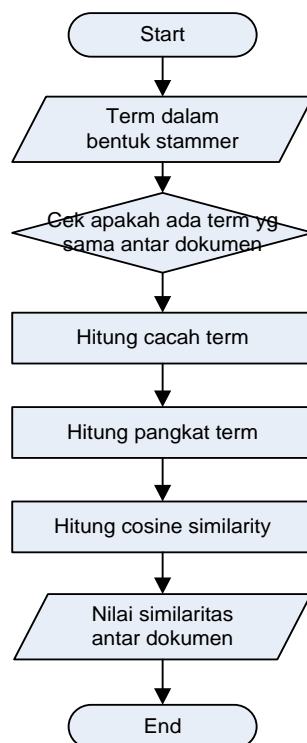 Start
Term dalam
bentuk stammer
Cek apakah ada term yg
sama antar dokumen
Hitung cacah term
Hitung pangkat term
Hitung cosine similarity
Nilai similaritas
antar dokumen
End